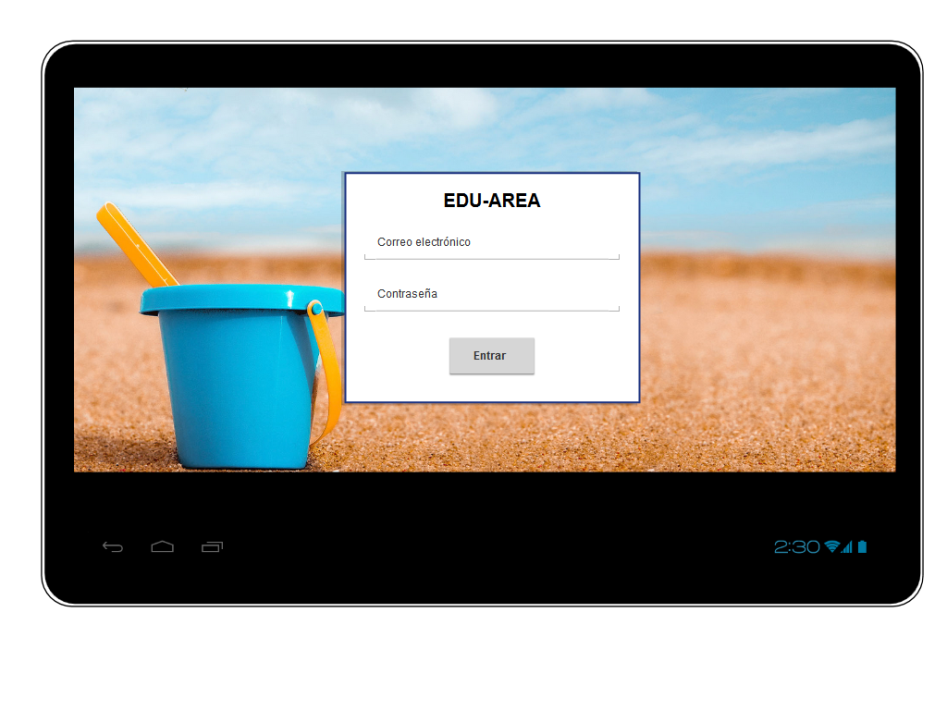 EDU-AREA
Correo electrónico
Contraseña
Entrar
2:30